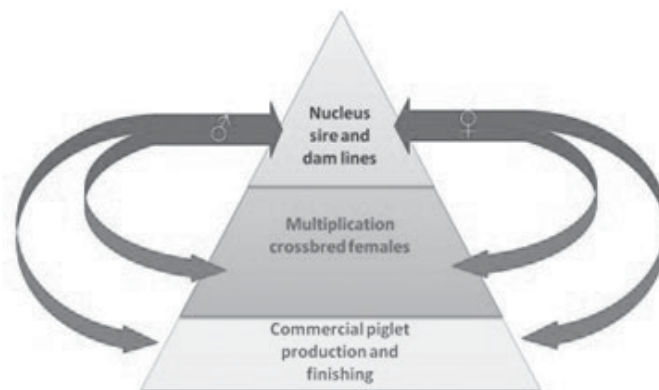 ♂
♀
Nucleus
sire and
dam lines
Multiplication
crossbred females
Commercial piglet
production and
finishing